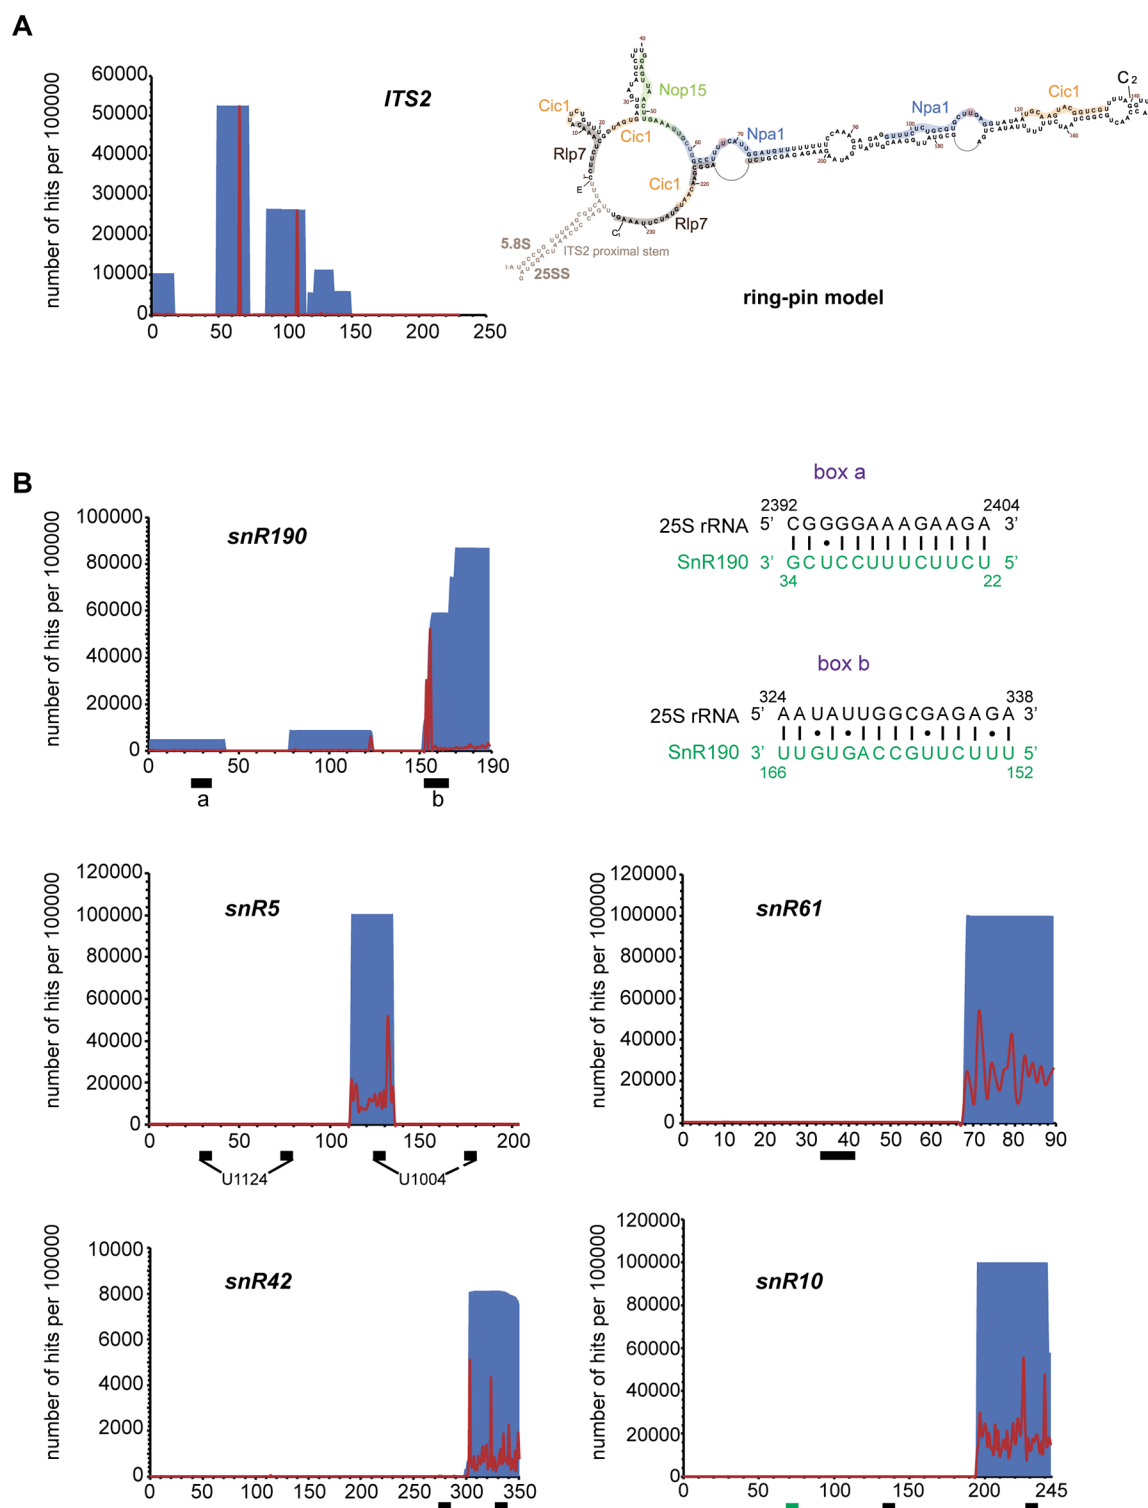 A
number of hits per 100000
60000
50000
40000
30000
20000
10000
0
0 50 100 150 200 250
ITS2
Cic1
Nop15
Cic1
Rlp7
Npa1
Npa1
Cic1
C2
Cic1
Rlp7
E
C1
5.8S
25SS
ITS2 proximal stem
ring-pin model
B
number of hits per 100000
100000
80000
60000
40000
20000
0
0 50 100 150 190
snR190
a b
box a
2392 2404
25S rRNA 5’ C G G G G A A A G A A G A 3’
SnR190 3’ G C U C C U U U C U U C U 5’
34 22
box b
324 338
25S rRNA 5’ A A U A U U G G C G A G A G A 3’
SnR190 3’ U U G U G A C C G U U C U U U 5’
166 152
number of hits per 100000
120000
100000
80000
60000
40000
20000
0
0 50 100 150 200
snR5
U1124 U1004
number of hits per 100000
120000
100000
80000
60000
40000
20000
0
0 10 20 30 40 50 60 70 80 90
snR61
number of hits per 100000
10000
8000
6000
4000
2000
0
0 50 100 150 200 250 300 350
snR42
number of hits per 100000
120000
100000
80000
60000
40000
20000
0
0 50 100 150 200 245
snR10